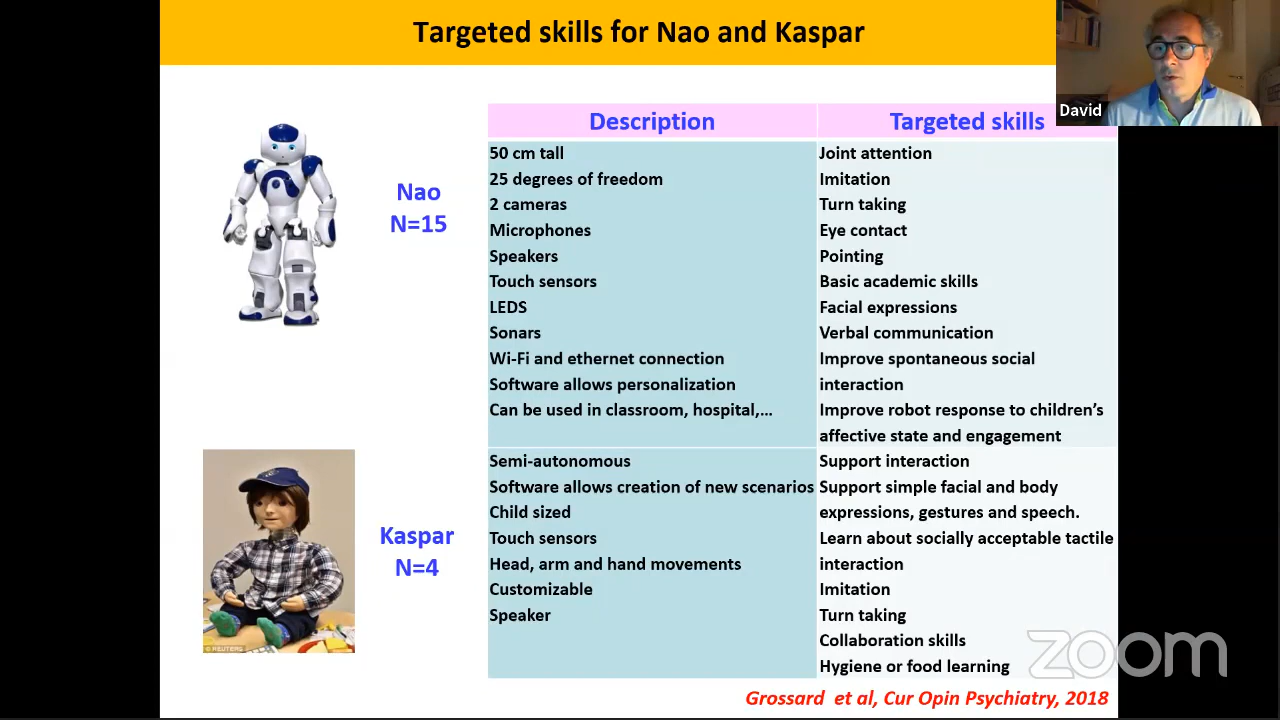 Targeted skills for Nao and Kaspar
David
Description
Targeted skills
Nao
N=15
50 cm tall
25 degrees of freedom
2 cameras
Microphones
Speakers
Touch sensors
LEDS
Sonars
Wi-Fi and ethernet connection
Software allows personalization
Can be used in classroom, hospital,...
Joint attention
Imitation
Turn taking
Eye contact
Pointing
Basic academic skills
Facial expressions
Verbal communication
Improve spontaneous social
interaction
Improve robot response to children’s
affective state and engagement
Kaspar
N=4
Semi-autonomous
Software allows creation of new scenarios
Child sized
Touch sensors
Head, arm and hand movements
Customizable
Speaker
Support interaction
Support simple facial and body
expressions, gestures and speech.
Learn about socially acceptable tactile
interaction
Imitation
Turn taking
Collaboration skills
Hygiene or food learning
© REUTERS
zoom
Grossard et al, Cur Opin Psychiatry, 2018